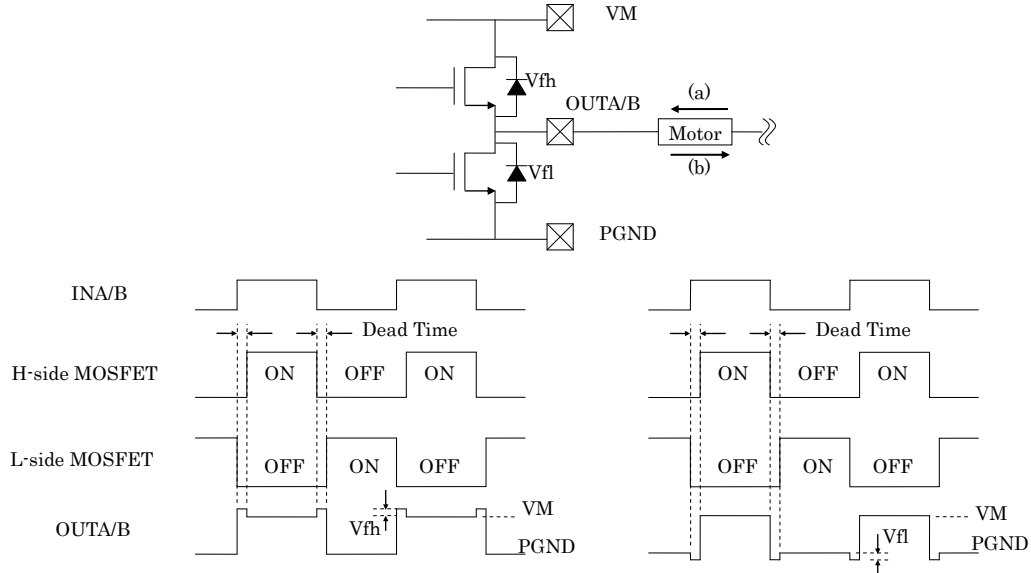 VM
Vfh
OUTA/B
(a)
Motor
(b)
Vfl
PGND
INA/B
Dead Time
Dead Time
H-side MOSFET
ON OFF ON
ON OFF ON
L-side MOSFET
OFF ON OFF
OFF ON OFF
OUTA/B
Vfh
VM
PGND
Vfl
VM
PGND